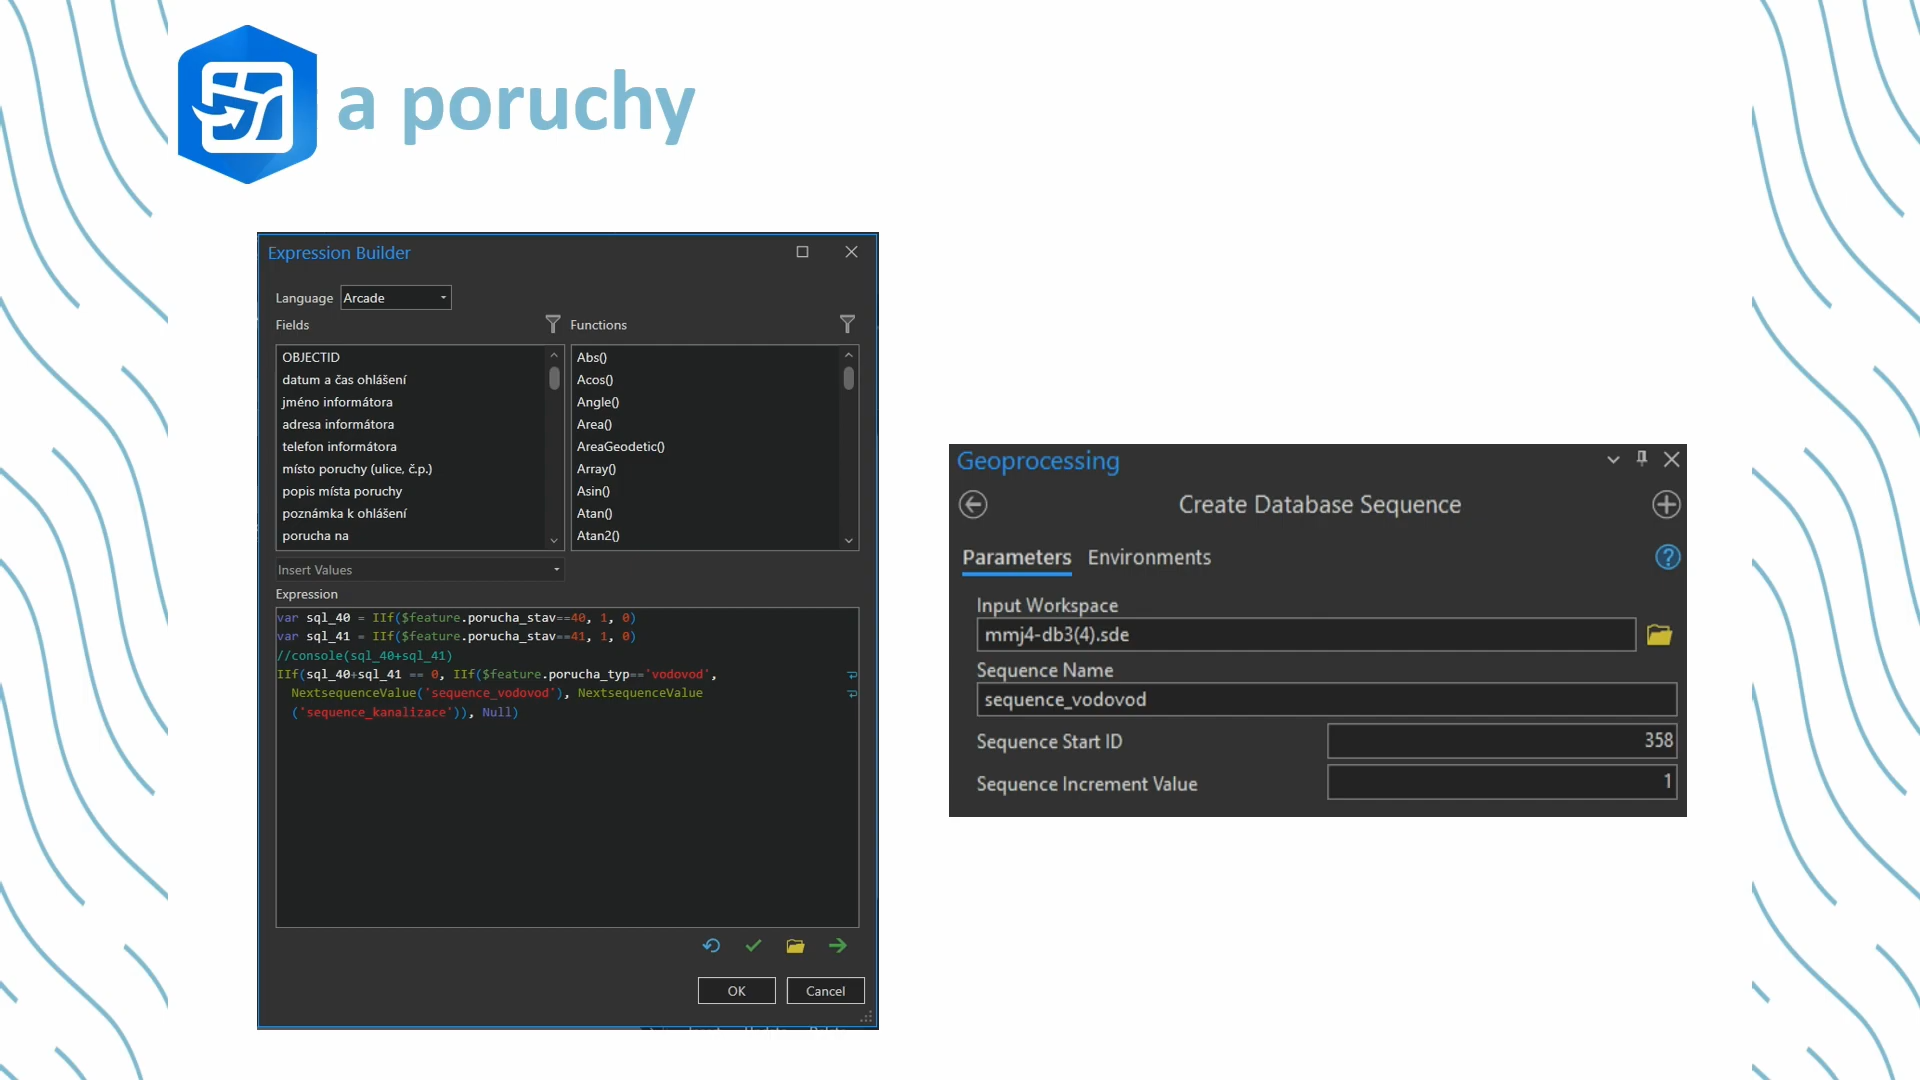 a poruchy
Expression Builder
Language Arcade
Fields
Functions
OBJECTID
datum a čas ohlášení
jméno informátora
adresa informátora
telefon informátora
místo poruchy (ulice, č.p.)
popis místa poruchy
poznámka k ohlášení
porucha na
Abs()
Acos()
Angle()
Area()
AreaGeodetic()
Array()
Asin()
Atan()
Atan2()
Insert Values
Expression
var sql_40 = IIf($feature.porucha_stav==40, 1, 0)
var sql_41 = IIf($feature.porucha_stav==41, 1, 0)
//console(sql_40+sql_41)
IIf(sql_40+sql_41 == 0, IIf($feature.porucha_typ=='vodovod',
NextsequenceValue('sequence_vodovod'), NextsequenceValue
('sequence_kanalizace')), Null)
OK
Cancel
Geoprocessing
Create Database Sequence
Parameters
Environments
Input Workspace
mmj4-db3(4).sde
Sequence Name
sequence_vodovod
Sequence Start ID
358
Sequence Increment Value
1